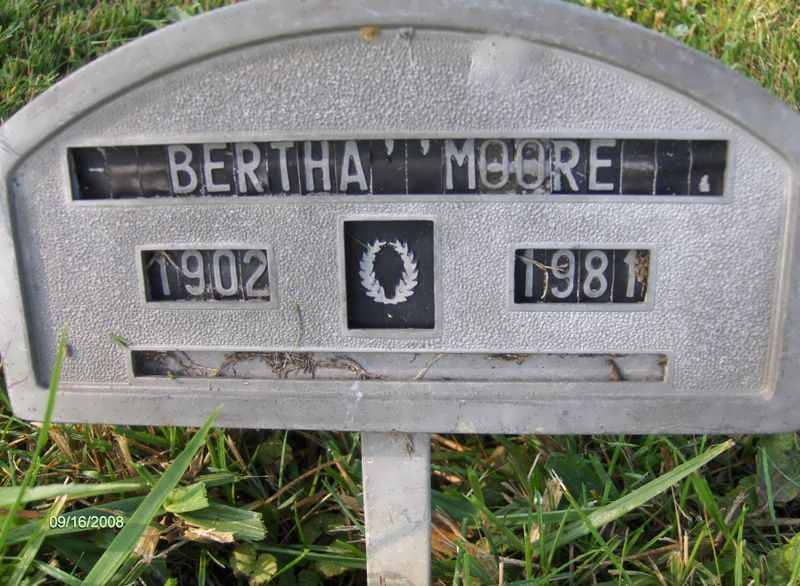 - BERTHA '' MOORE .
1902 1981
09/16/2008